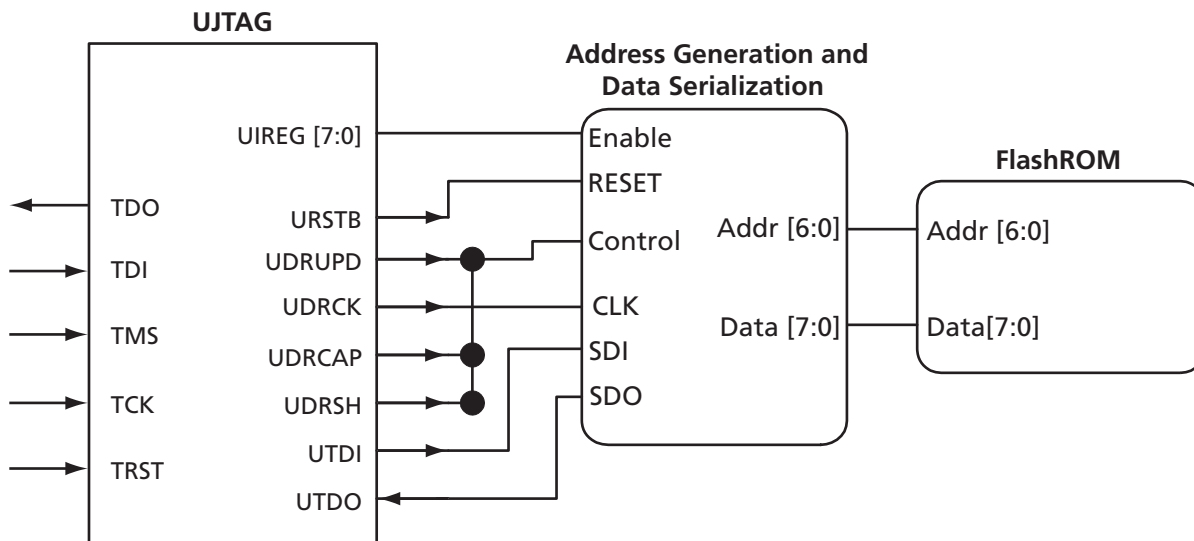 UJTAG
TDO
TDI
TMS
TCK
TRST
UIREG [7:0]
URSTB
UDRUPD
UDRCK
UDRCAP
UDRSH
UTDI
UTDO
Address Generation and
Data Serialization
Enable
RESET
Control
CLK
SDI
SDO
Addr [6:0]
Data [7:0]
FlashROM
Addr [6:0]
Data[7:0]